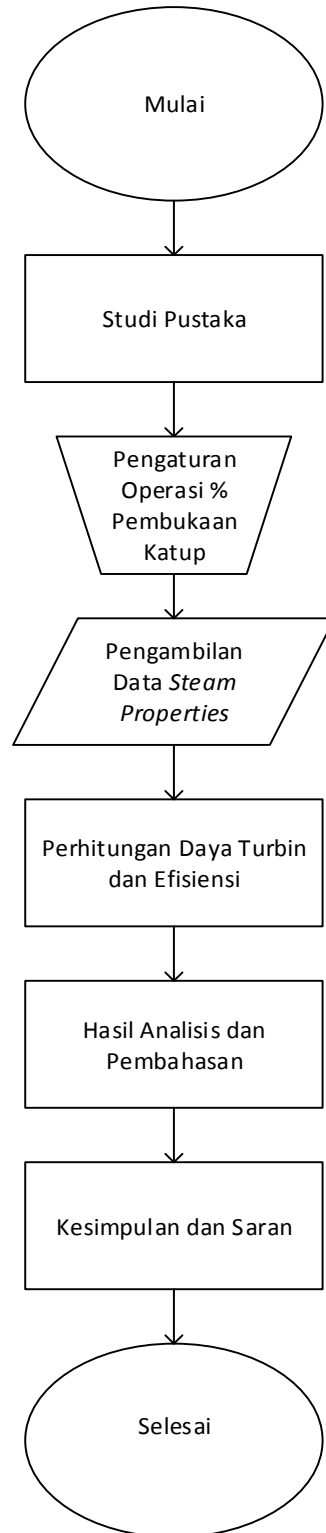 Mulai
Studi Pustaka
Pengaturan
Operasi %
Pembukaan
Katup
Pengambilan
Data Steam
Properties
Perhitungan Daya Turbin
dan Efisiensi
Hasil Analisis dan
Pembahasan
Kesimpulan dan Saran
Selesai